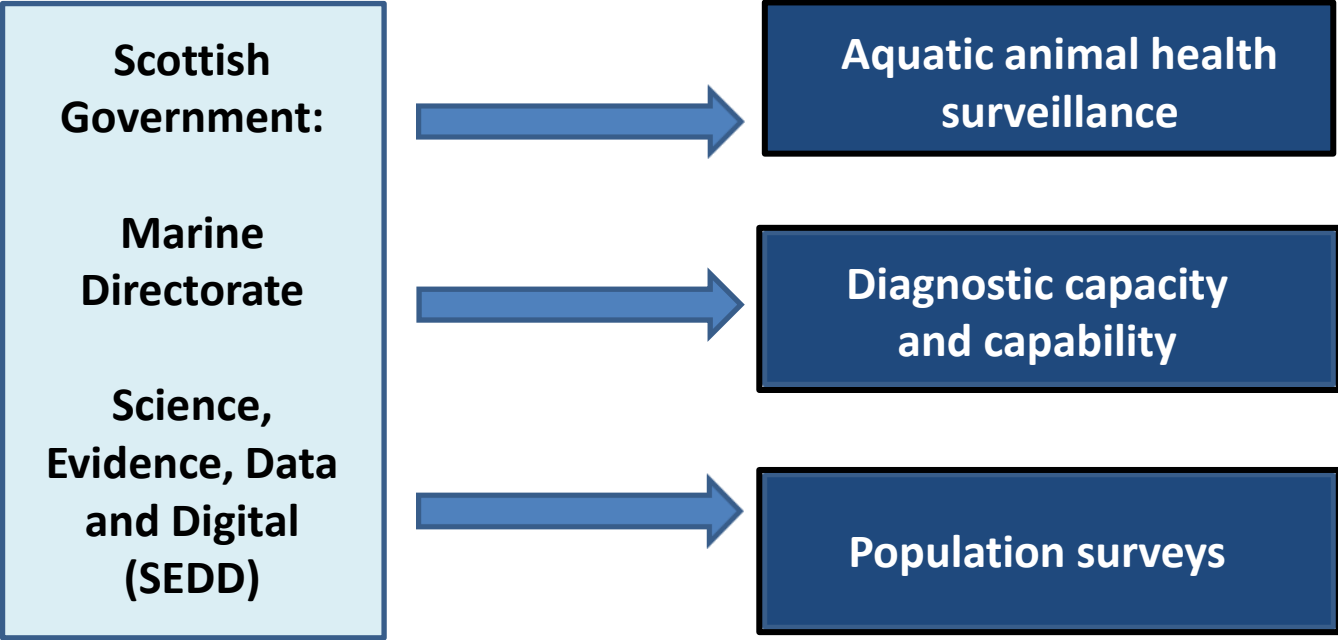 Scottish
Government:
Marine
Directorate
Science,
Evidence, Data
and Digital
(SEDD)
Aquatic animal health
surveillance
Diagnostic capacity
and capability
Population surveys